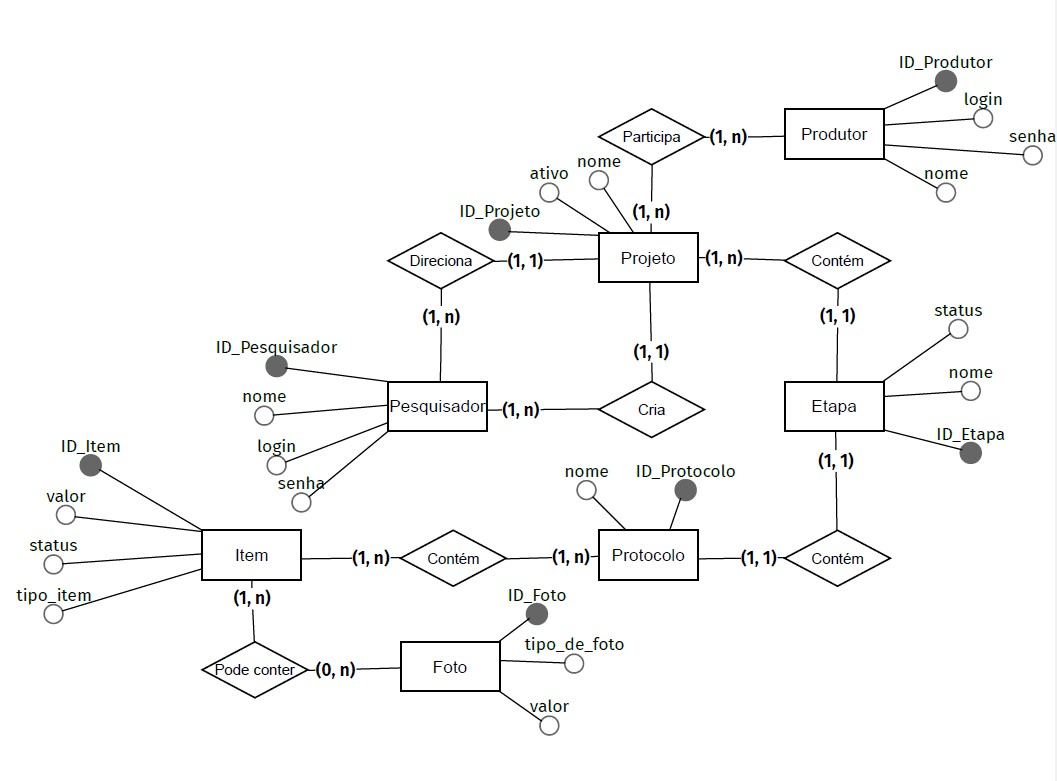 ID_Produtor
login
Participa
(1, n)
Produtor
senha
nome
nome
ativo
ID_Projeto
(1, n)
Direciona
(1, 1)
Projeto
(1, n)
Contém
(1, n)
(1, 1)
status
ID_Pesquisador
(1, 1)
nome
nome
Pesquisador
(1, n)
Cria
Etapa
login
ID_Etapa
ID_Item
senha
(1, 1)
nome
ID_Protocolo
valor
status
Item
(1, n)
Contém
(1, n)
Protocolo
(1, 1)
Contém
tipo_item
(1, n)
ID_Foto
tipo_de_foto
Pode conter
(0, n)
Foto
valor